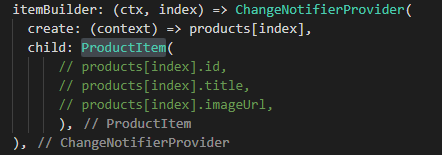 itemBuilder: (ctx, index) => ChangeNotifierProvider(
create: (context) => products[index],
child: ProductItem(
// products[index].id,
// products[index].title,
// products[index].imageUrl,
), // ProductItem
), // ChangeNotifierProvider